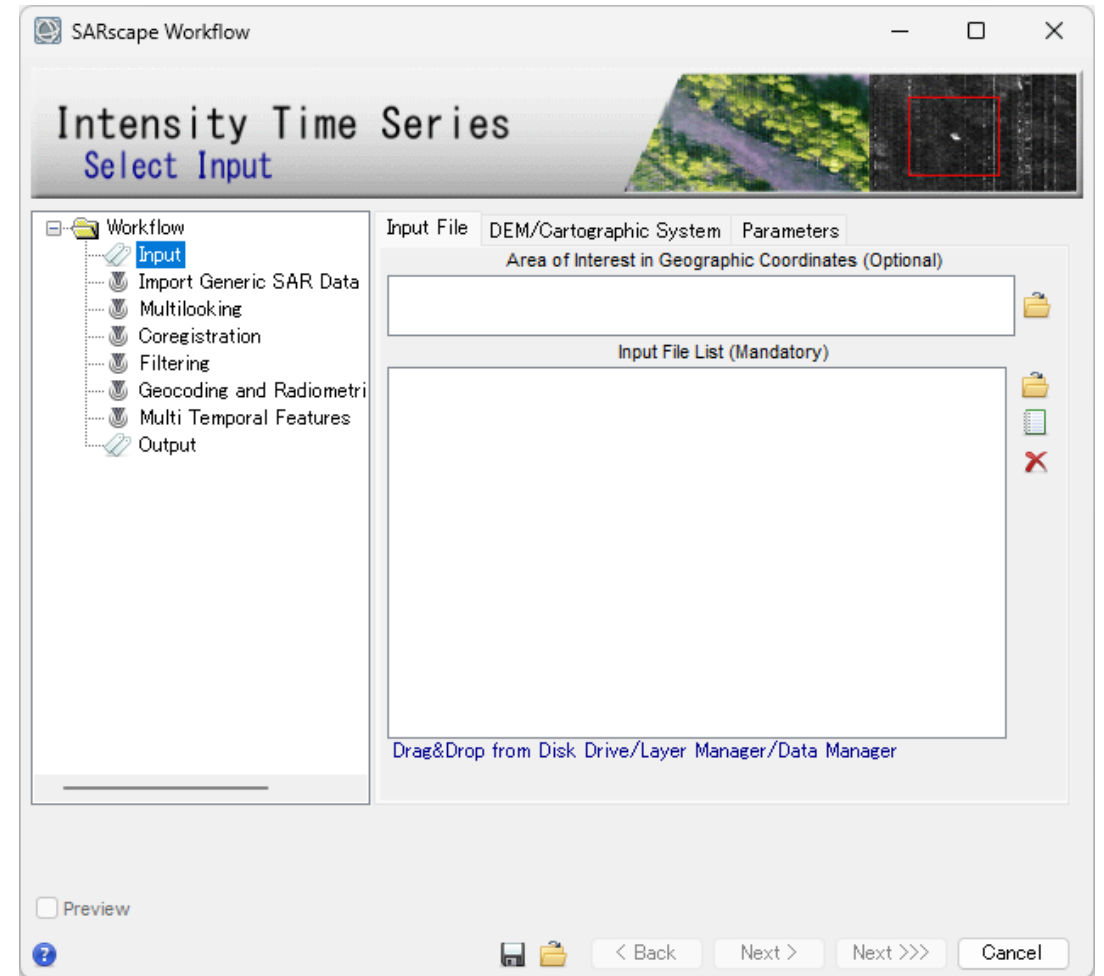 SARscape Workflow
Intensity Time Series
Select Input
Workflow
Input
Import Generic SAR Data
Multilooking
Coregistration
Filtering
Geocoding and Radiometri
Multi Temporal Features
Output
Input File
DEM/Cartographic System
Parameters
Area of Interest in Geographic Coordinates (Optional)
Input File List (Mandatory)
Drag&Drop from Disk Drive/Layer Manager/Data Manager
Preview
?
< Back
Next >
Next >>>
Cancel